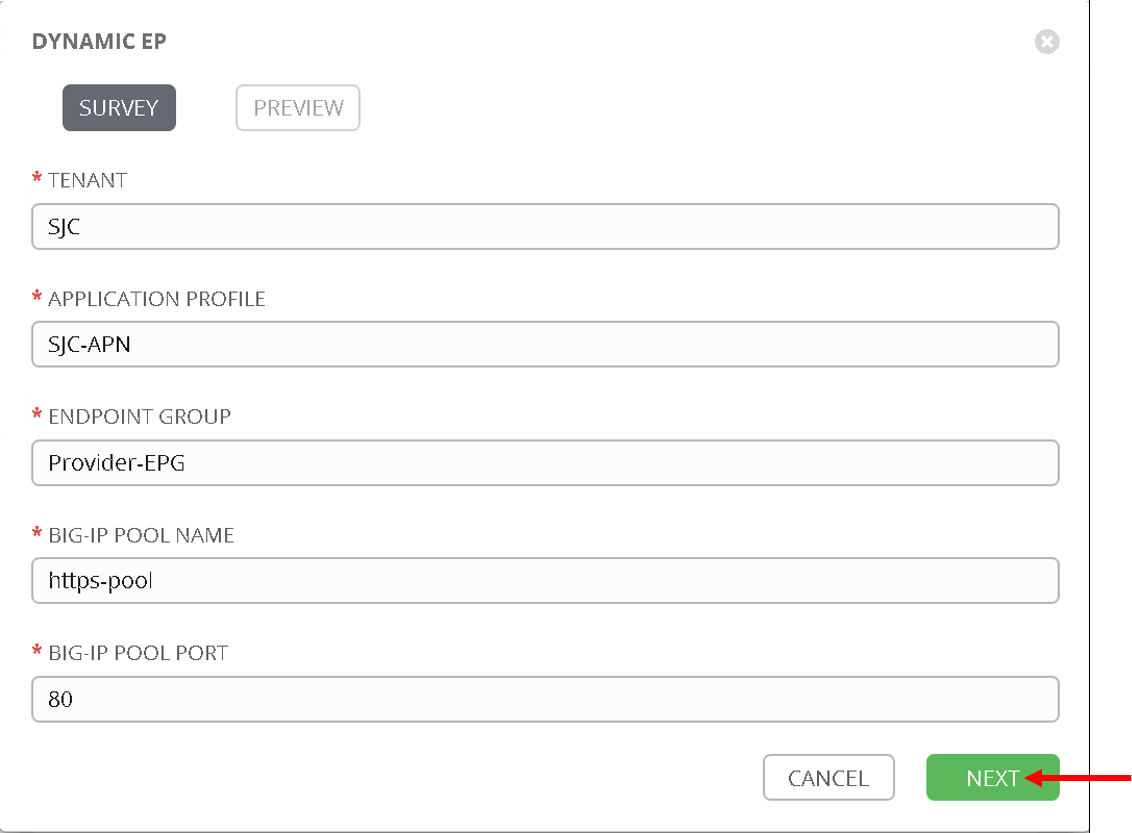 DYNAMIC EP
SURVEY
PREVIEW
* TENANT
SJC
* APPLICATION PROFILE
SJC-APN
* ENDPOINT GROUP
Provider-EPG
* BIG-IP POOL NAME
https-pool
* BIG-IP POOL PORT
80
CANCEL
NEXT